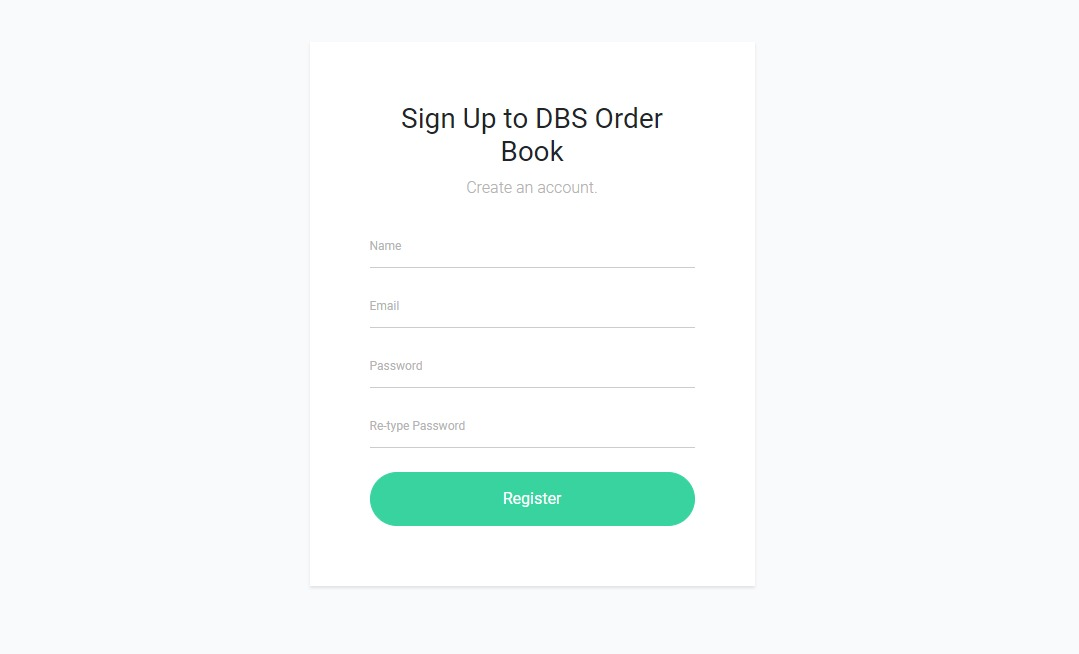 Sign Up to DBS Order
Book
Create an account.
Name
Email
Password
Re-type Password
Register